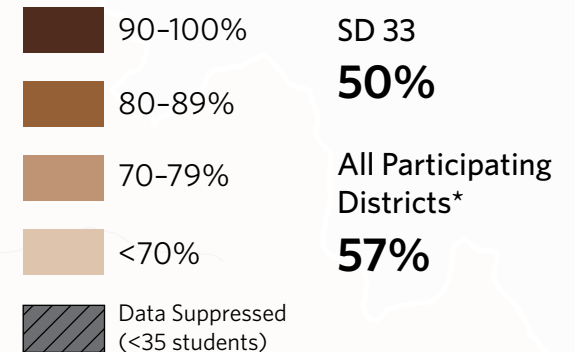 90–100%
80–89%
70–79%
<70%
Data Suppressed
(<35 students)
SD 33
50%
All Participating
Districts*
57%